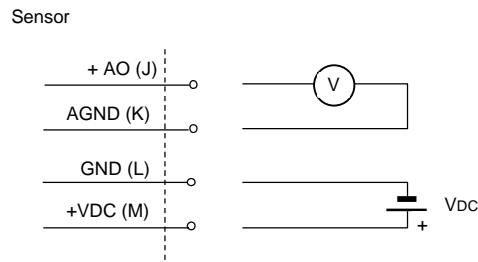 Sensor
+ AO (J)
V
AGND (K)
GND (L)
+VDC (M)
VDC
+